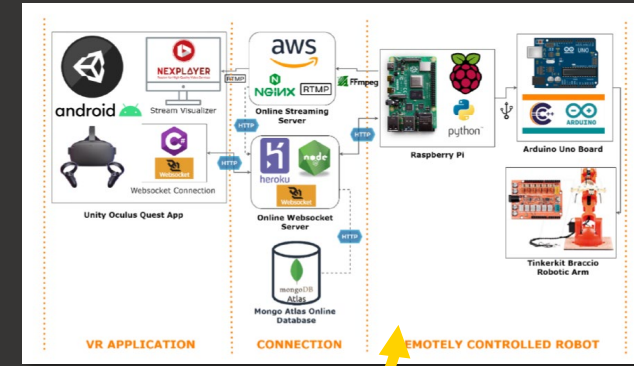 NEXPLAYER
Stream Visualizer
android
C#
Websocket
Websocket Connection
Unity Oculus Quest App
RTMP
HTTP
HTTP
aws
NGINX
RTMP
Online Streaming
Server
heroku
node
Websocket
Online Websocket
Server
HTTP
HTTP
mongoDB
Atlas
Mongo Atlas Online
Database
FFmpeg
python
Raspberry Pi
UNO
C++
ARDUINO
Arduino Uno Board
Tinkerkit Braccio
Robotic Arm
VR APPLICATION
CONNECTION
EMOTELY CONTROLLED ROBOT